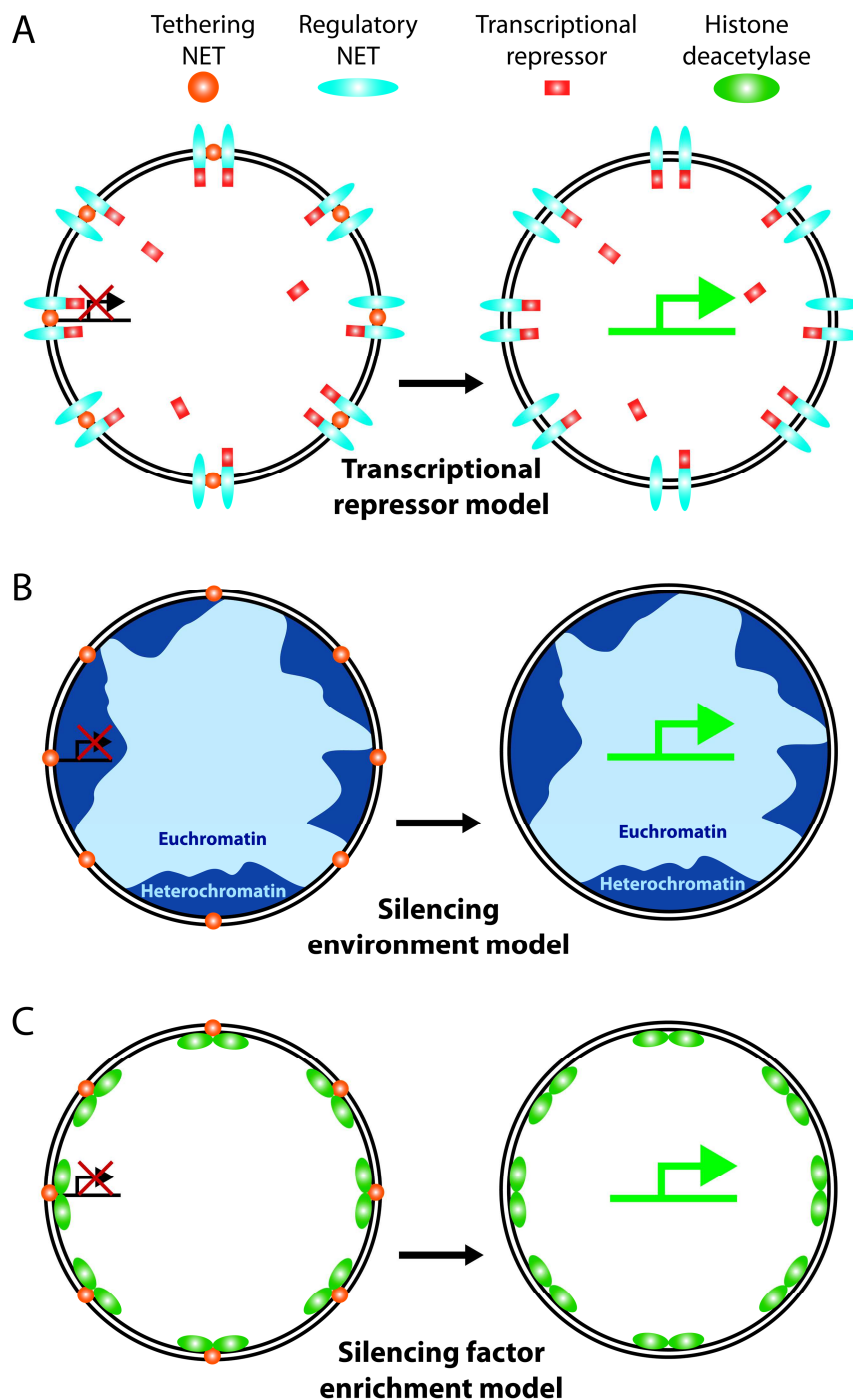 A
Tethering
NET
Regulatory
NET
Transcriptional
repressor
Histone
deacetylase
Transcriptional
repressor model
B
Euchromatin
Heterochromatin
Euchromatin
Heterochromatin
Silencing
environment model
C
Silencing factor
enrichment model